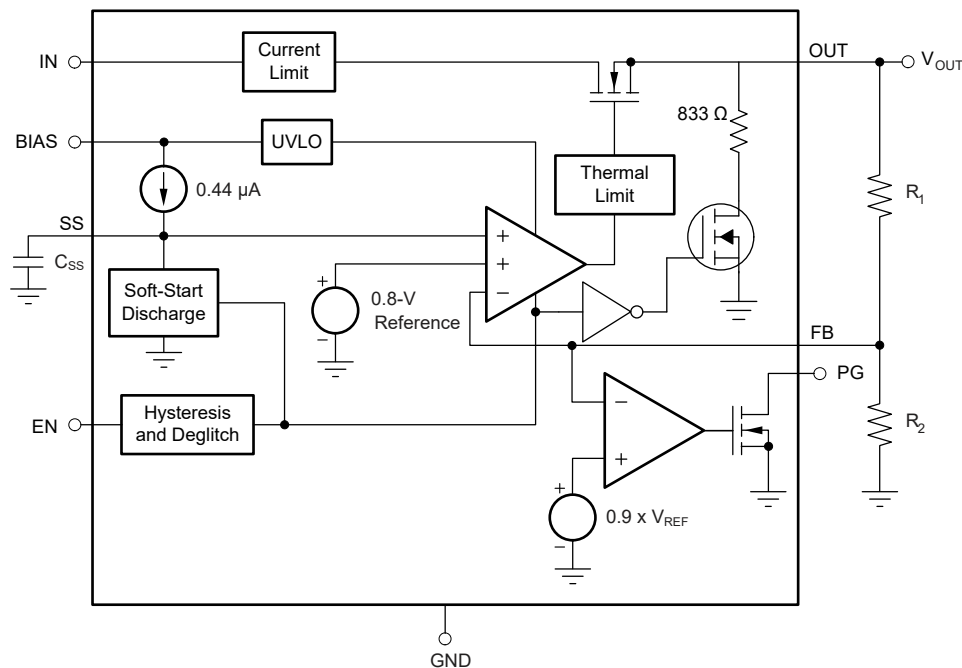 IN
Current
Limit
OUT
V_OUT
833 Ω
BIAS
UVLO
Thermal
Limit
0.44 µA
R_1
SS
C_SS
+
+
−
Soft-Start
Discharge
+
−
0.8-V
Reference
FB
PG
EN
Hysteresis
and Deglitch
−
+
R_2
+
−
0.9 x V_REF
GND